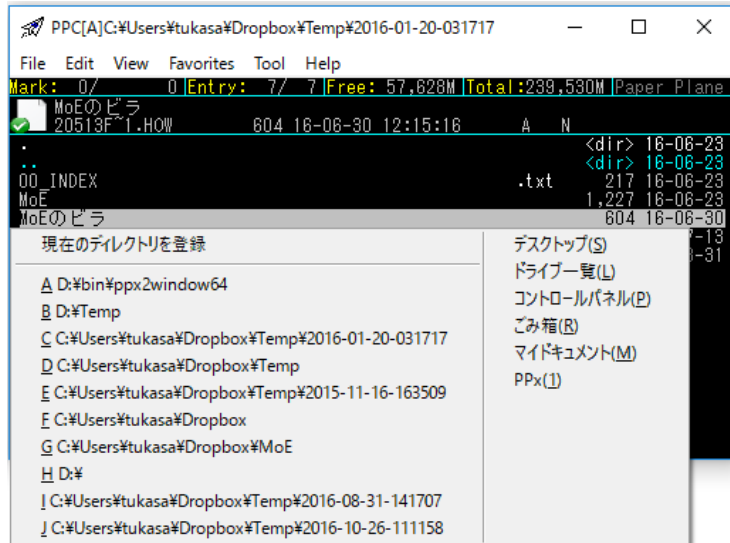 PPC[A]C:¥Users¥tukasa¥Dropbox¥Temp¥2016-01-20-031717
File Edit View Favorites Tool Help
Mark: 0/ 0 Entry: 7/ 7 Free: 57,628M Total:239,530M Paper Plane
MoEのビラ
20513F~1.HOW 604 16-06-30 12:15:16 A N
. <dir> 16-06-23
.. <dir> 16-06-23
00_INDEX .txt 217 16-06-23
MoE 1,227 16-06-23
MoEのビラ 604 16-06-30
-13
-31
現在のディレクトリを登録
A D:¥bin¥ppx2window64
B D:¥Temp
C C:¥Users¥tukasa¥Dropbox¥Temp¥2016-01-20-031717
D C:¥Users¥tukasa¥Dropbox¥Temp
E C:¥Users¥tukasa¥Dropbox¥Temp¥2015-11-16-163509
F C:¥Users¥tukasa¥Dropbox
G C:¥Users¥tukasa¥Dropbox¥MoE
H D:¥
I C:¥Users¥tukasa¥Dropbox¥Temp¥2016-08-31-141707
J C:¥Users¥tukasa¥Dropbox¥Temp¥2016-10-26-111158
デスクトップ(S)
ドライブ一覧(L)
コントロールパネル(P)
ごみ箱(R)
マイドキュメント(M)
PPx(1)